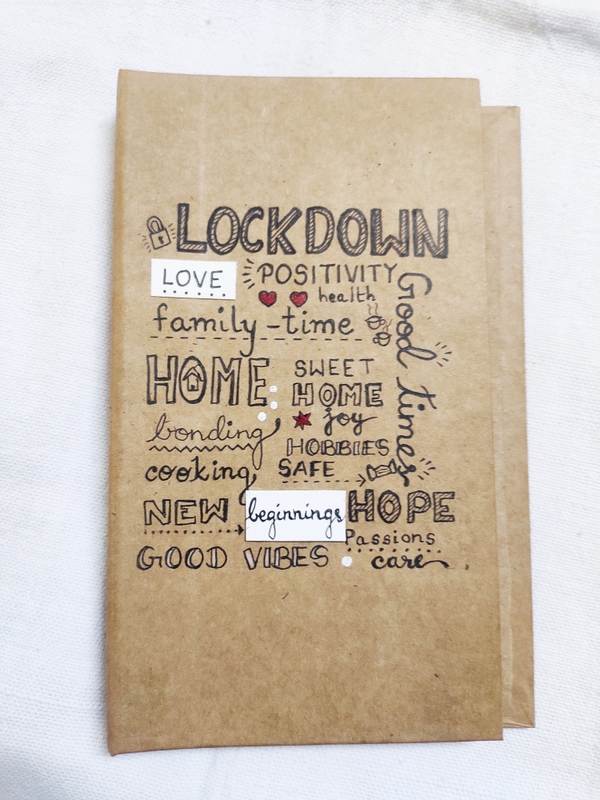 LOCKDOWN
LOVE
POSITIVITY
health
family-time
Good times
HOME
SWEET
HOME
bonding
joy
HOBBIES
cooking
SAFE
NEW beginnings HOPE
Passions
GOOD VIBES
care